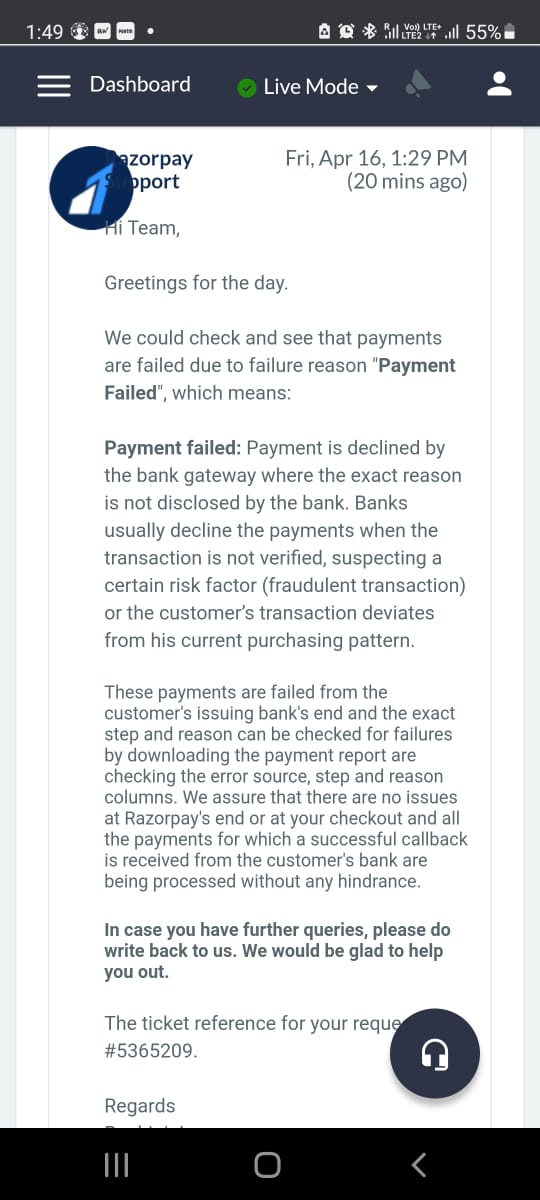 1:49
55%
Dashboard
Live Mode
Razorpay Support
Fri, Apr 16, 1:29 PM
(20 mins ago)
Hi Team,
Greetings for the day.
We could check and see that payments
are failed due to failure reason "Payment
Failed", which means:
Payment failed: Payment is declined by
the bank gateway where the exact reason
is not disclosed by the bank. Banks
usually decline the payments when the
transaction is not verified, suspecting a
certain risk factor (fraudulent transaction)
or the customer's transaction deviates
from his current purchasing pattern.
These payments are failed from the
customer's issuing bank's end and the exact
step and reason can be checked for failures
by downloading the payment report are
checking the error source, step and reason
columns. We assure that there are no issues
at Razorpay's end or at your checkout and all
the payments for which a successful callback
is received from the customer's bank are
being processed without any hindrance.
In case you have further queries, please do
write back to us. We would be glad to help
you out.
The ticket reference for your reque
#5365209.
Regards